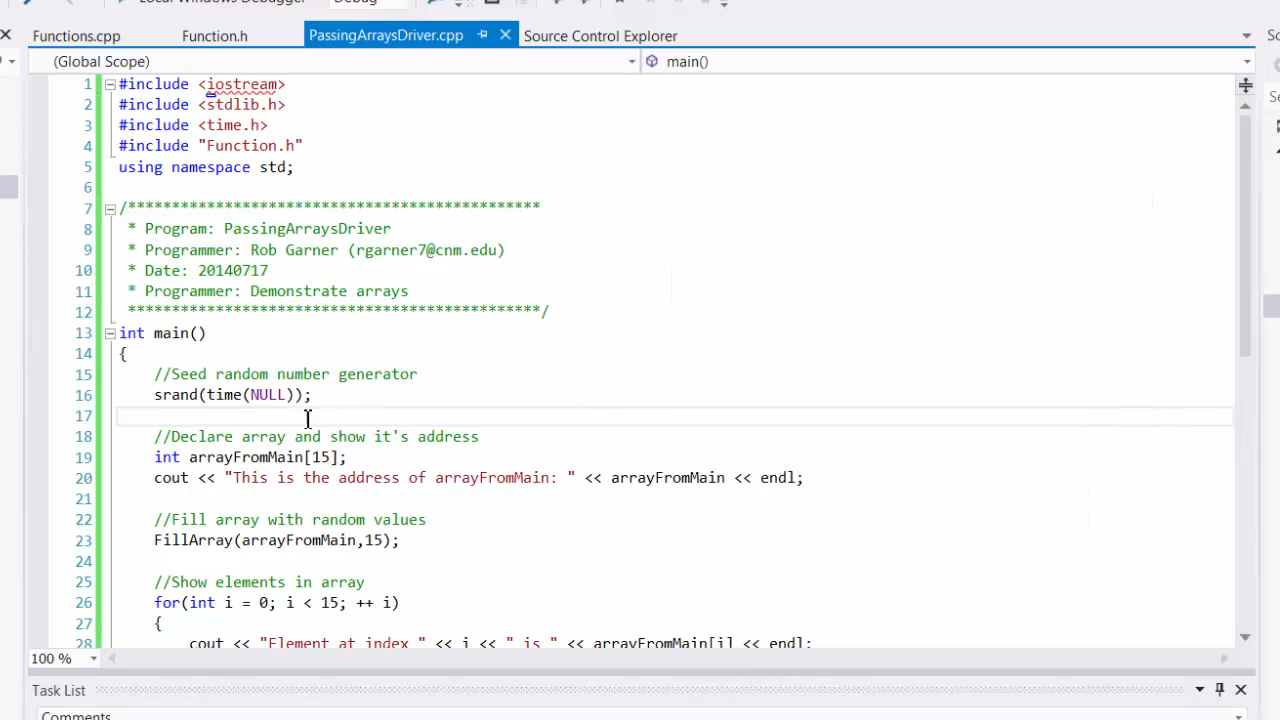 Local Windows Debugger Debug
Functions.cpp Function.h PassingArraysDriver.cpp Source Control Explorer
(Global Scope) main()
1 #include <iostream>
2 #include <stdlib.h>
3 #include <time.h>
4 #include "Function.h"
5 using namespace std;
6
7 /***********************************************
8 * Program: PassingArraysDriver
9 * Programmer: Rob Garner (rgarner7@cnm.edu)
10 * Date: 20140717
11 * Programmer: Demonstrate arrays
12 ***********************************************/
13 int main()
14 {
15 //Seed random number generator
16 srand(time(NULL));
17
18 //Declare array and show it's address
19 int arrayFromMain[15];
20 cout << "This is the address of arrayFromMain: " << arrayFromMain << endl;
21
22 //Fill array with random values
23 FillArray(arrayFromMain,15);
24
25 //Show elements in array
26 for(int i = 0; i < 15; ++ i)
27 {
28 cout << "Element at index " << i << " is " << arrayFromMain[i] << endl;
100 %
Task List
Comments